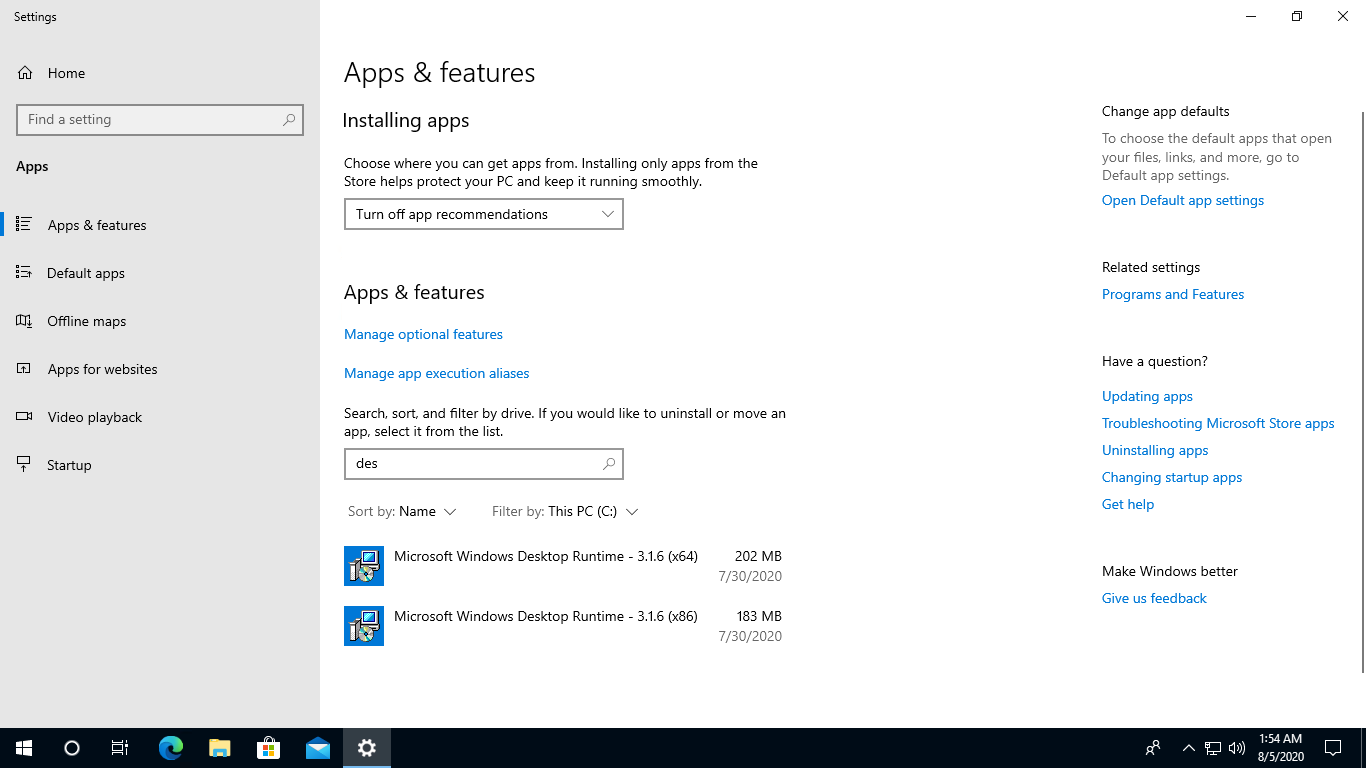 Settings
Home
Find a setting
Apps
Apps & features
Default apps
Offline maps
Apps for websites
Video playback
Startup
Apps & features
Installing apps
Choose where you can get apps from. Installing only apps from the
Store helps protect your PC and keep it running smoothly.
Turn off app recommendations
Apps & features
Manage optional features
Manage app execution aliases
Search, sort, and filter by drive. If you would like to uninstall or move an
app, select it from the list.
des
Sort by: Name
Filter by: This PC (C:)
Microsoft Windows Desktop Runtime - 3.1.6 (x64)
202 MB
7/30/2020
Microsoft Windows Desktop Runtime - 3.1.6 (x86)
183 MB
7/30/2020
Change app defaults
To choose the default apps that open
your files, links, and more, go to
Default app settings.
Open Default app settings
Related settings
Programs and Features
Have a question?
Updating apps
Troubleshooting Microsoft Store apps
Uninstalling apps
Changing startup apps
Get help
Make Windows better
Give us feedback
1:54 AM
8/5/2020